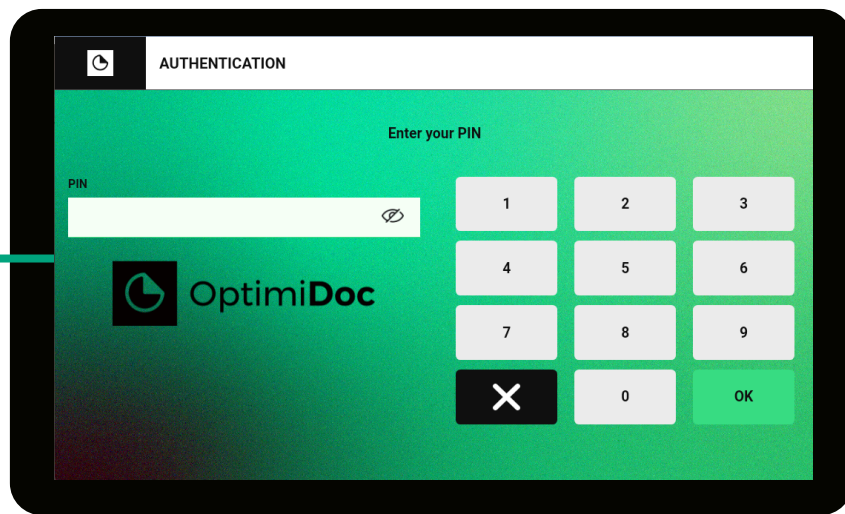 AUTHENTICATION
Enter your PIN
PIN
OptimiDoc
1 2 3
4 5 6
7 8 9
0 OK